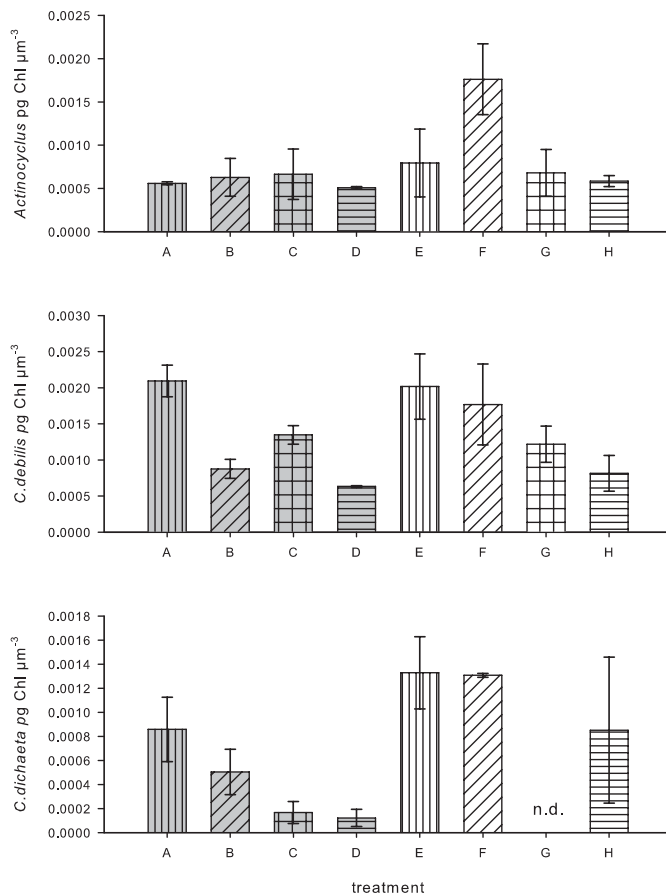 Actinocyclus pg Chl µm-3
0.0025
0.0020
0.0015
0.0010
0.0005
0.0000
A B C D E F G H
C.debilis pg Chl µm-3
0.0030
0.0025
0.0020
0.0015
0.0010
0.0005
0.0000
A B C D E F G H
C.dichaeta pg Chl µm-3
0.0018
0.0016
0.0014
0.0012
0.0010
0.0008
0.0006
0.0004
0.0002
0.0000
n.d.
A B C D E F G H
treatment